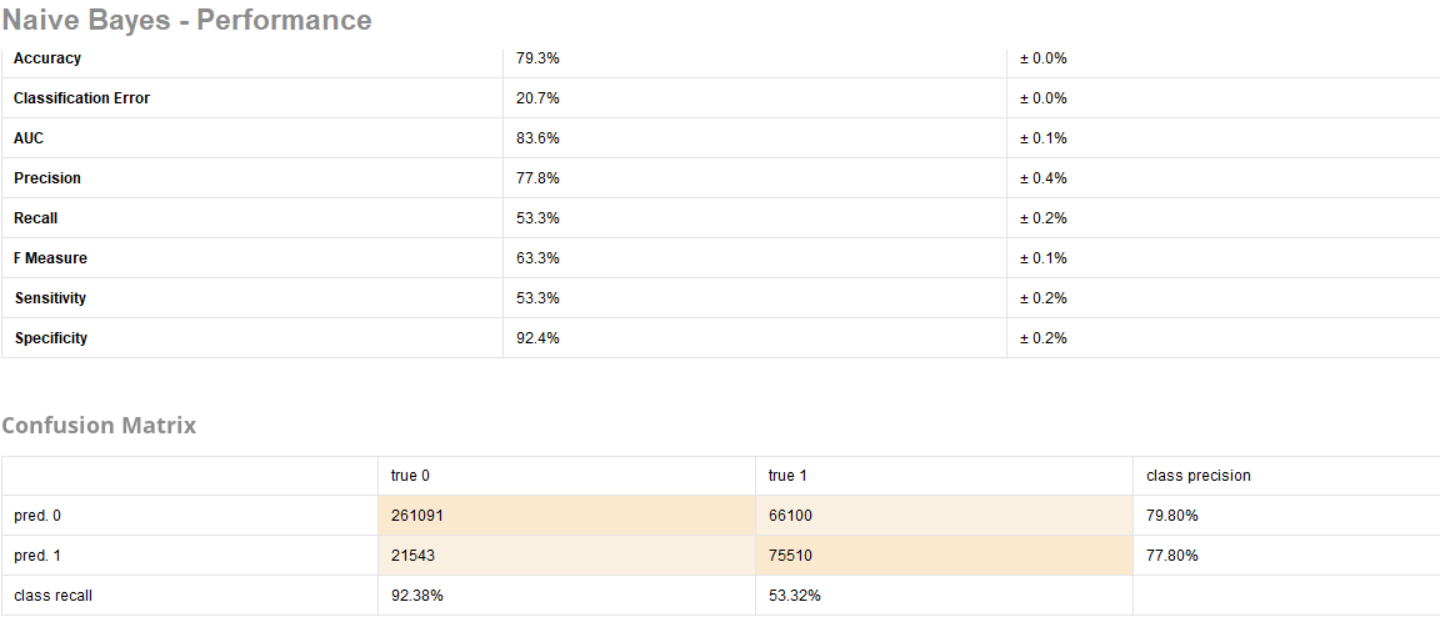 Naive Bayes - Performance
Accuracy 79.3% ± 0.0%
Classification Error 20.7% ± 0.0%
AUC 83.6% ± 0.1%
Precision 77.8% ± 0.4%
Recall 53.3% ± 0.2%
F Measure 63.3% ± 0.1%
Sensitivity 53.3% ± 0.2%
Specificity 92.4% ± 0.2%
Confusion Matrix
true 0 true 1 class precision
pred. 0 261091 66100 79.80%
pred. 1 21543 75510 77.80%
class recall 92.38% 53.32%